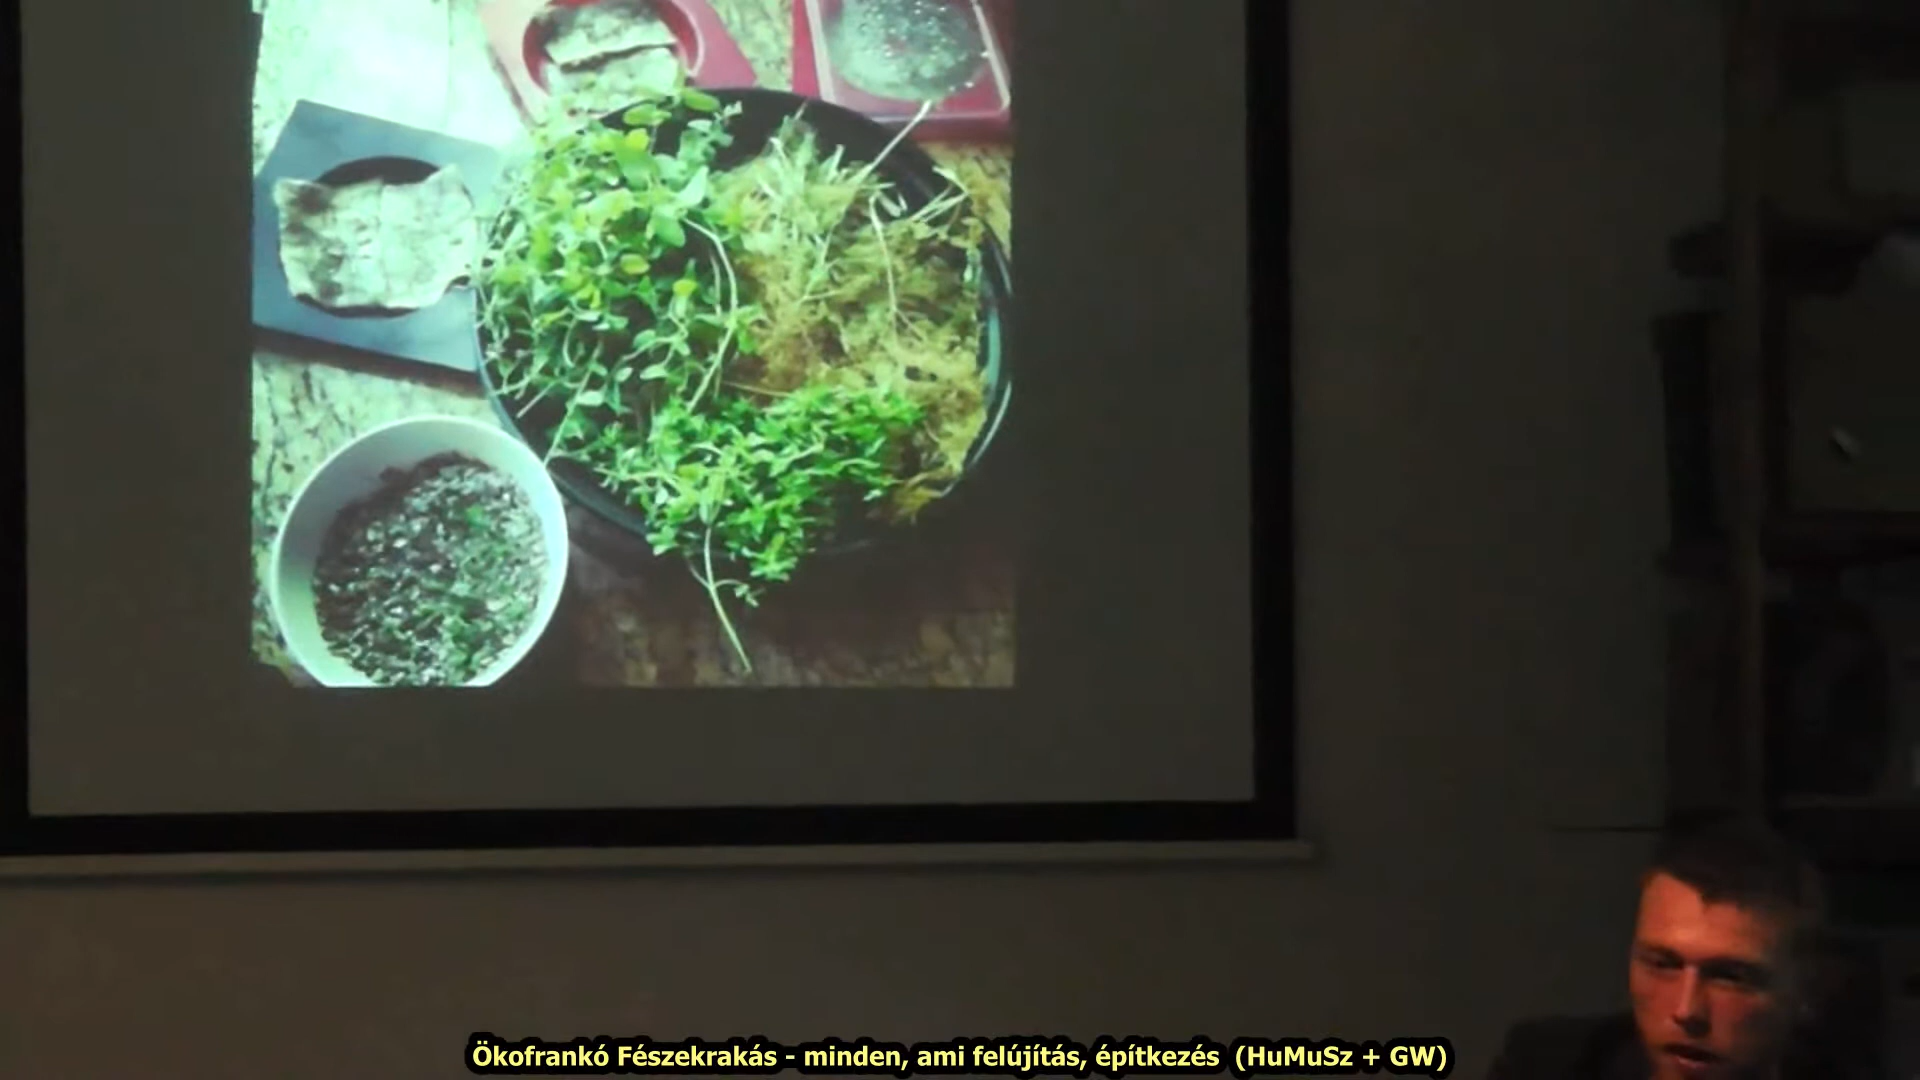 Ökofrankó Fészekrakás - minden, ami felújítás, építkezés (HuMuSz + GW)